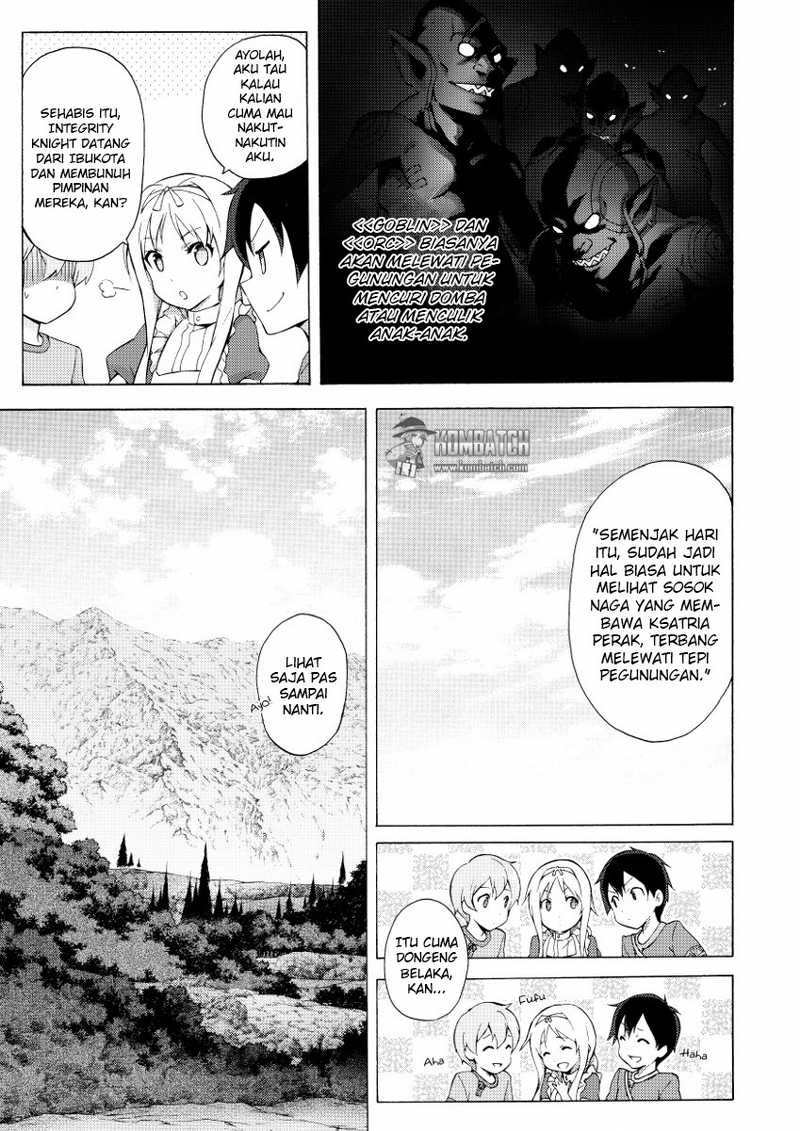 <<GOBLIN>> DAN
<<ORC>> BIASANYA
AKAN MELEWATI PE-
GUNUNGAN UNTUK
MENCURI DOMBA
ATAU MENCULIK
ANAK-ANAK.
AYOLAH,
AKU TAU
KALAU
KALIAN
CUMA MAU
NAKUT-
NAKUTIN
AKU.
SEHABIS ITU,
INTEGRITY
KNIGHT DATANG
DARI IBUKOTA
DAN MEMBUNUH
PIMPINAN
MEREKA, KAN?
KOMBATCH
www.kombatch.com
"SEMENJAK HARI
ITU, SUDAH JADI
HAL BIASA UNTUK
MELIHAT SOSOK
NAGA YANG MEM-
BAWA KSATRIA
PERAK, TERBANG
MELEWATI TEPI
PEGUNUNGAN."
ITU CUMA
DONGENG
BELAKA,
KAN...
Fufu
Haha
Aha
LIHAT
SAJA PAS
SAMPAI
NANTI.
Ayo!